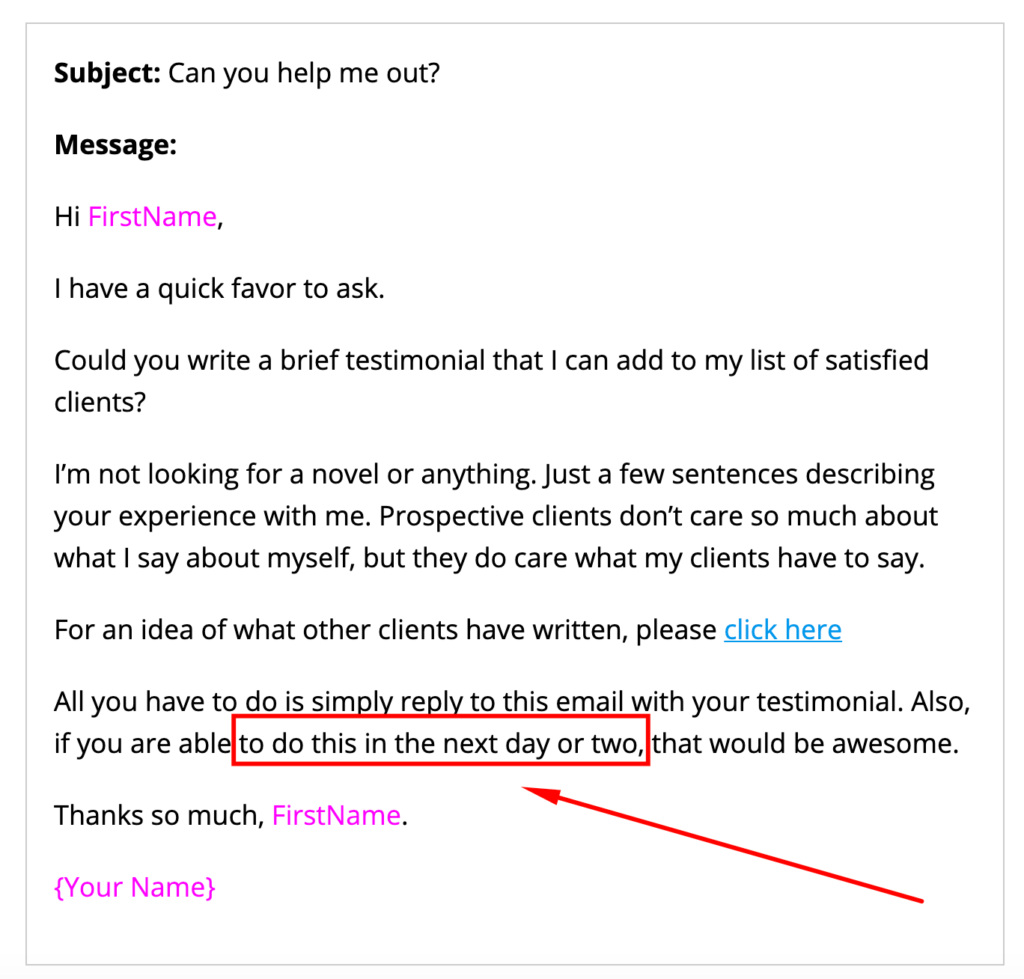 Subject: Can you help me out?
Message:
Hi FirstName,
I have a quick favor to ask.
Could you write a brief testimonial that I can add to my list of satisfied
clients?
I’m not looking for a novel or anything. Just a few sentences describing
your experience with me. Prospective clients don’t care so much about
what I say about myself, but they do care what my clients have to say.
For an idea of what other clients have written, please click here
All you have to do is simply reply to this email with your testimonial. Also,
if you are able to do this in the next day or two, that would be awesome.
Thanks so much, FirstName.
{Your Name}